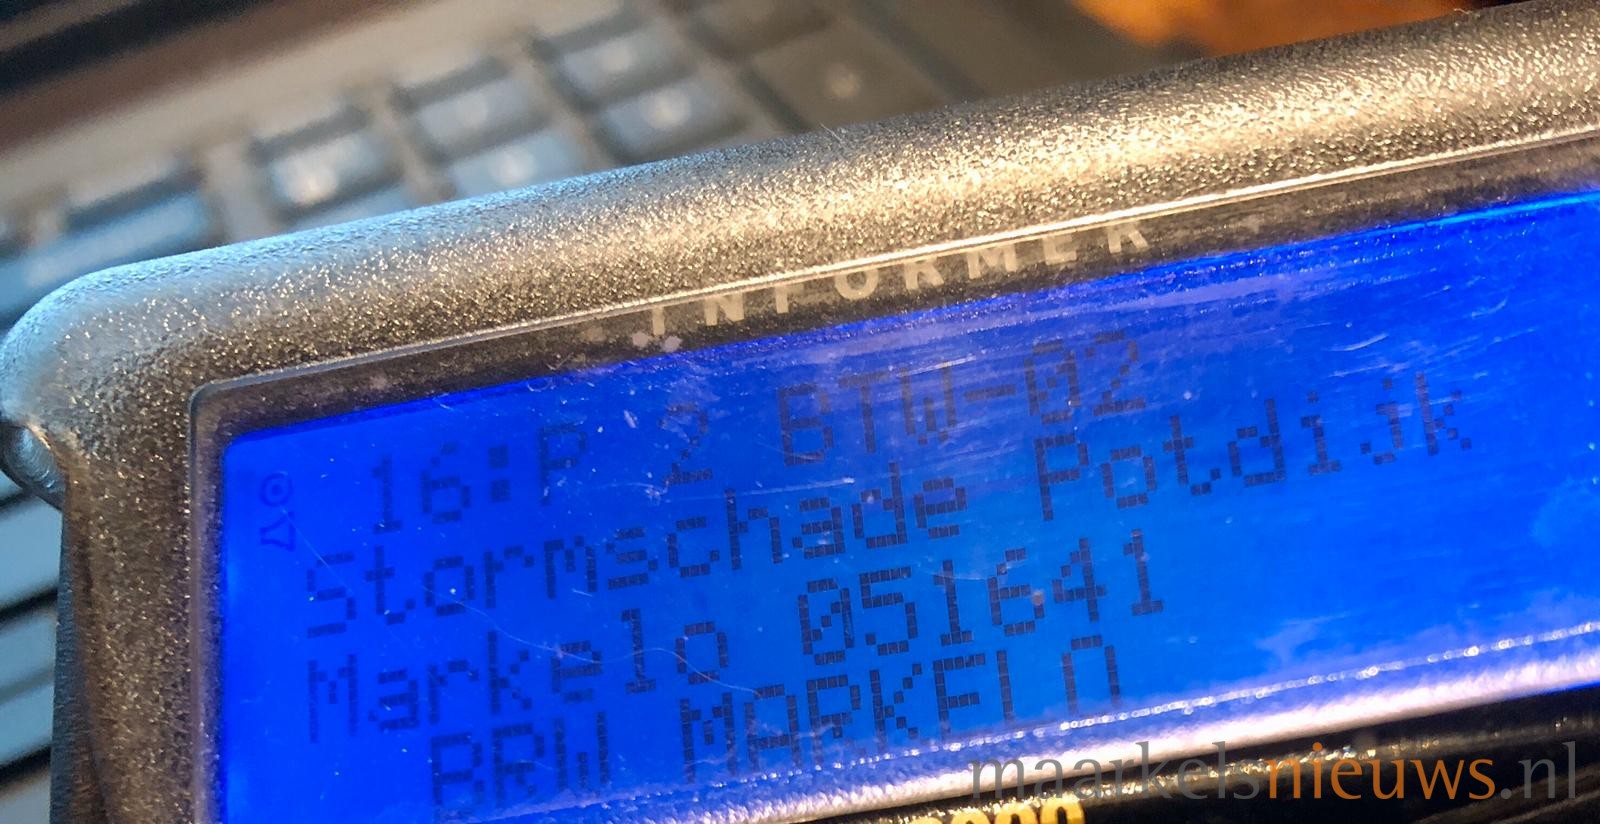 INFORMER
16:P 2 BTW-02
Stormschade Potdijk
Markelo 051641
BRW MARKELO
maarkelsnieuws.nl